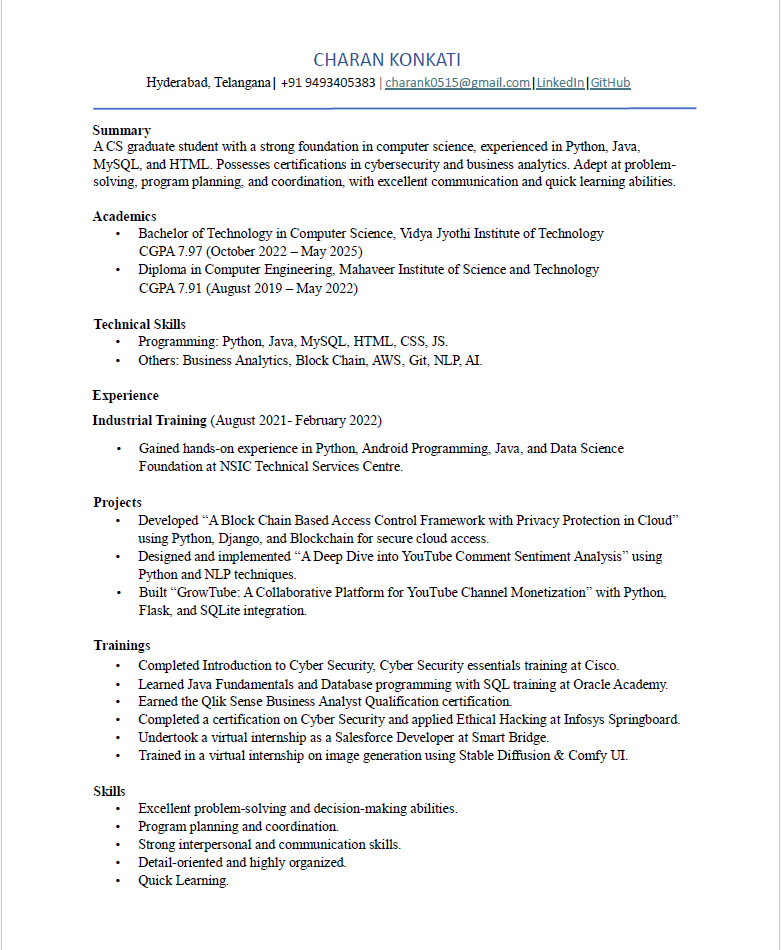 CHARAN KONKATI
Hyderabad, Telangana| +91 9493405383 | charank0515@gmail.com|LinkedIn|GitHub
Summary
A CS graduate student with a strong foundation in computer science, experienced in Python, Java,
MySQL, and HTML. Possesses certifications in cybersecurity and business analytics. Adept at problem-
solving, program planning, and coordination, with excellent communication and quick learning abilities.
Academics
• Bachelor of Technology in Computer Science, Vidya Jyothi Institute of Technology
CGPA 7.97 (October 2022 – May 2025)
• Diploma in Computer Engineering, Mahaveer Institute of Science and Technology
CGPA 7.91 (August 2019 – May 2022)
Technical Skills
• Programming: Python, Java, MySQL, HTML, CSS, JS.
• Others: Business Analytics, Block Chain, AWS, Git, NLP, AI.
Experience
Industrial Training (August 2021- February 2022)
• Gained hands-on experience in Python, Android Programming, Java, and Data Science
Foundation at NSIC Technical Services Centre.
Projects
• Developed “A Block Chain Based Access Control Framework with Privacy Protection in Cloud”
using Python, Django, and Blockchain for secure cloud access.
• Designed and implemented “A Deep Dive into YouTube Comment Sentiment Analysis” using
Python and NLP techniques.
• Built “GrowTube: A Collaborative Platform for YouTube Channel Monetization” with Python,
Flask, and SQLite integration.
Trainings
• Completed Introduction to Cyber Security, Cyber Security essentials training at Cisco.
• Learned Java Fundamentals and Database programming with SQL training at Oracle Academy.
• Earned the Qlik Sense Business Analyst Qualification certification.
• Completed a certification on Cyber Security and applied Ethical Hacking at Infosys Springboard.
• Undertook a virtual internship as a Salesforce Developer at Smart Bridge.
• Trained in a virtual internship on image generation using Stable Diffusion & Comfy UI.
Skills
• Excellent problem-solving and decision-making abilities.
• Program planning and coordination.
• Strong interpersonal and communication skills.
• Detail-oriented and highly organized.
• Quick Learning.